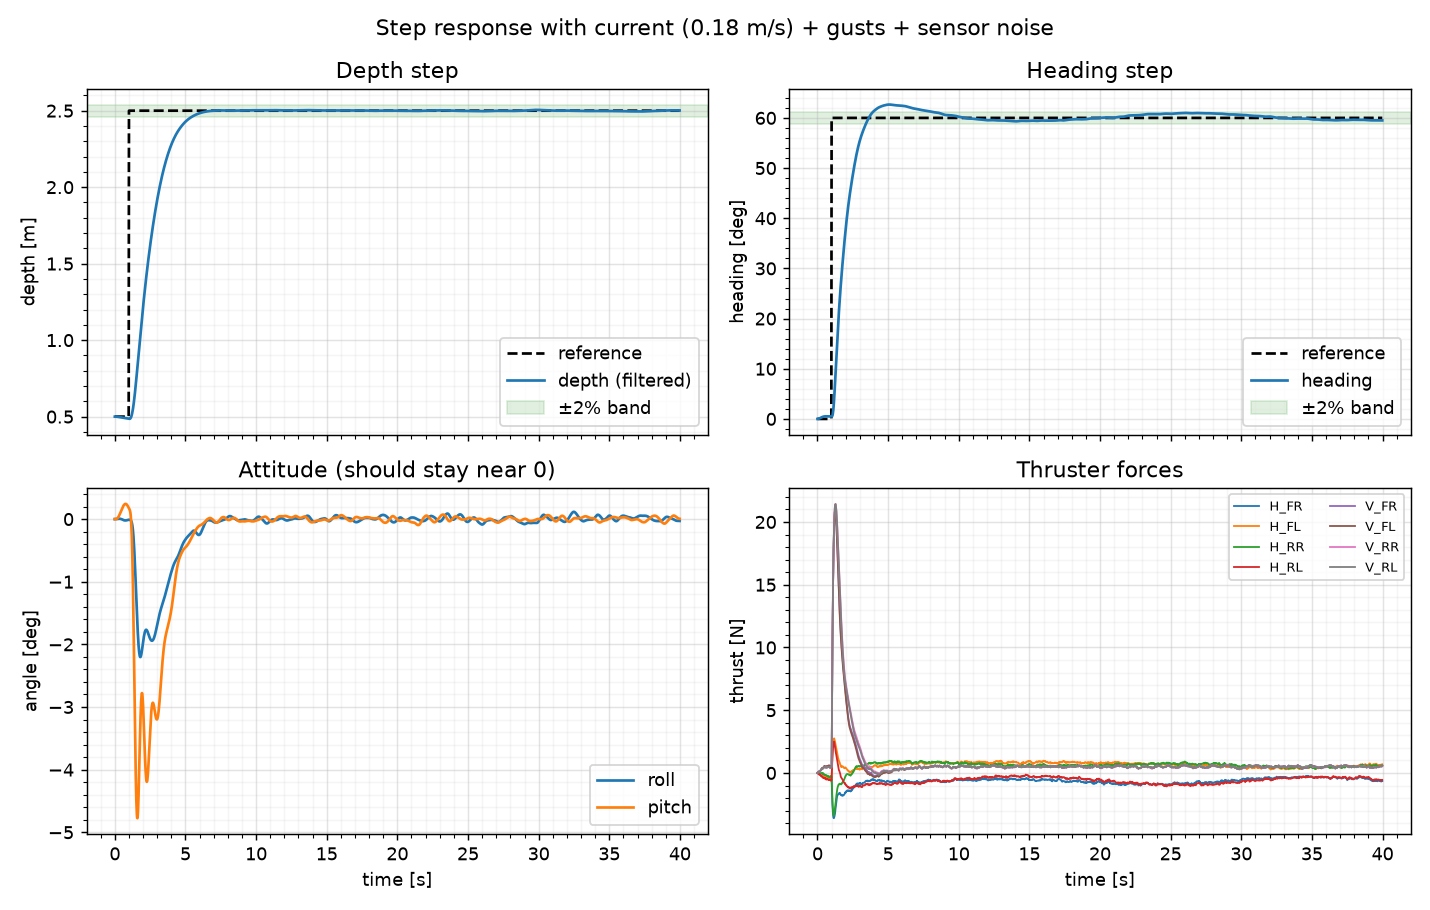 Step response with current (0.18 m/s) + gusts + sensor noise
Depth step
depth [m]
2.5
2.0
1.5
1.0
0.5
reference
depth (filtered)
±2% band
Heading step
heading [deg]
60
50
40
30
20
10
0
reference
heading
±2% band
Attitude (should stay near 0)
angle [deg]
0
−1
−2
−3
−4
−5
roll
pitch
0 5 10 15 20 25 30 35 40
time [s]
Thruster forces
thrust [N]
20
15
10
5
0
H_FR V_FR
H_FL V_FL
H_RR V_RR
H_RL V_RL
0 5 10 15 20 25 30 35 40
time [s]